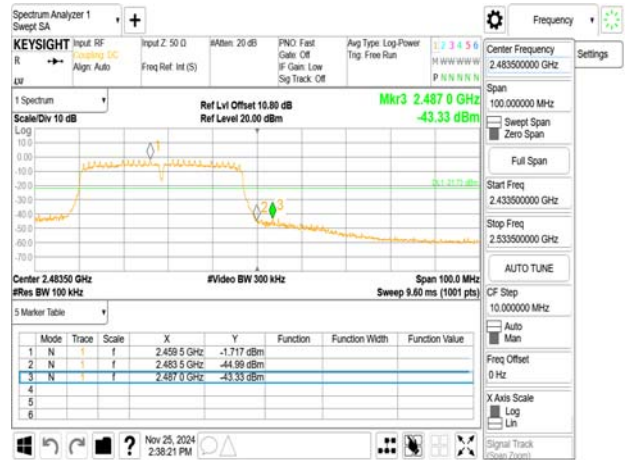 Spectrum Analyzer 1
Swept SA
Frequency
KEYSIGHT
Input: RF
Coupling: DC
Align: Auto
Input Z: 50 Ω
Freq Ref: Int (S)
#Atten: 20 dB
PNO: Fast
Gate: Off
IF Gain: Low
Sig Track: Off
Avg Type: Log-Power
Trig: Free Run
1 2 3 4 5 6
M W W W W W
P N N N N N
R
Center Frequency
2.483500000 GHz
Settings
Span
100.000000 MHz
Swept Span
Zero Span
Full Span
Start Freq
2.433500000 GHz
Stop Freq
2.533500000 GHz
AUTO TUNE
CF Step
10.000000 MHz
Auto
Man
Freq Offset
0 Hz
X Axis Scale
Log
Lin
Signal Track
(Span Zoom)
1 Spectrum
Scale/Div 10 dB
Ref Lvl Offset 10.80 dB
Ref Level 20.00 dBm
Mkr3 2.487 0 GHz
-43.33 dBm
Log
10.0
0.00
-10.0
-20.0
-30.0
-40.0
-50.0
-60.0
-70.0
1
2
3
Center 2.48350 GHz
#Video BW 300 kHz
Span 100.0 MHz
#Res BW 100 kHz
Sweep 9.60 ms (1001 pts)
5 Marker Table
Mode Trace Scale X Y Function Function Width Function Value
1 N 1 f 2.459 5 GHz -1.717 dBm
2 N 1 f 2.483 5 GHz -44.99 dBm
3 N 1 f 2.487 0 GHz -43.33 dBm
4
5
6
?
Nov 25, 2024
2:38:21 PM